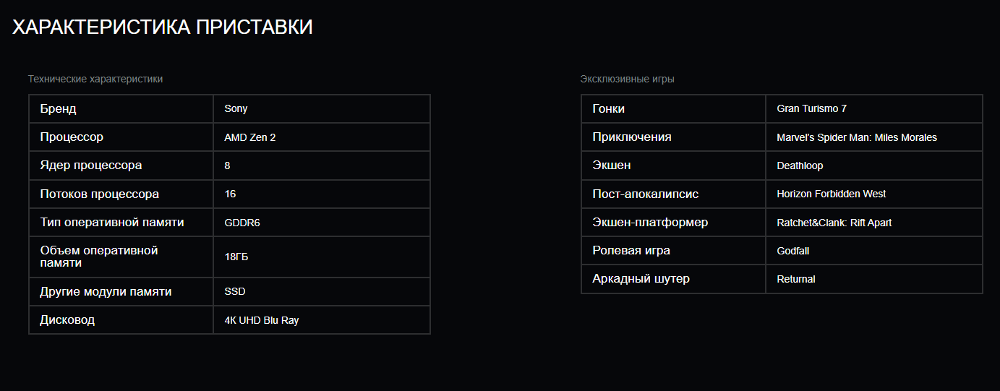 ХАРАКТЕРИСТИКА ПРИСТАВКИ
Технические характеристики
Бренд Sony
Процессор AMD Zen 2
Ядер процессора 8
Потоков процессора 16
Тип оперативной памяти GDDR6
Объем оперативной
памяти 18ГБ
Другие модули памяти SSD
Дисковод 4K UHD Blu Ray
Эксклюзивные игры
Гонки Gran Turismo 7
Приключения Marvel’s Spider Man: Miles Morales
Экшен Deathloop
Пост-апокалипсис Horizon Forbidden West
Экшен-платформер Ratchet&Clank: Rift Apart
Ролевая игра Godfall
Аркадный шутер Returnal